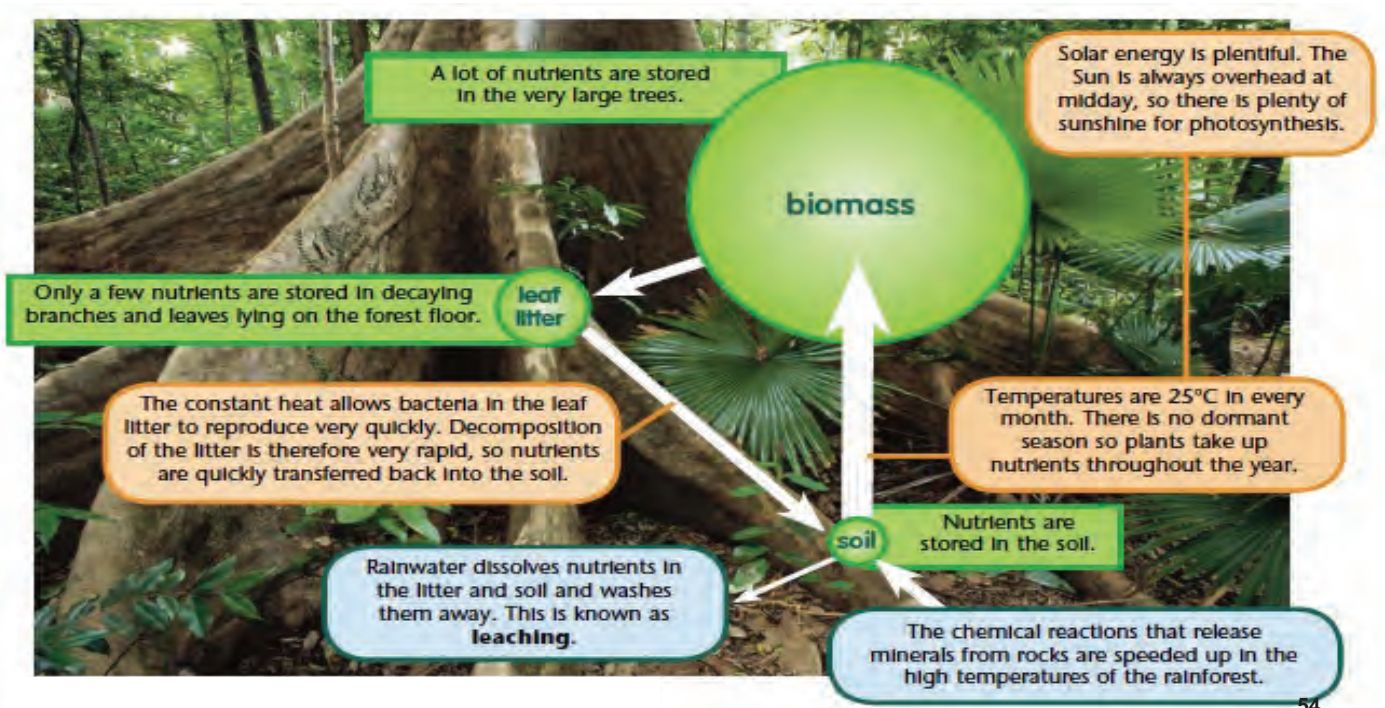 A lot of nutrients are stored
in the very large trees.
Solar energy is plentiful. The
Sun is always overhead at
midday, so there is plenty of
sunshine for photosynthesis.
biomass
Only a few nutrients are stored in decaying
branches and leaves lying on the forest floor.
leaf
litter
The constant heat allows bacteria in the leaf
litter to reproduce very quickly. Decomposition
of the litter is therefore very rapid, so nutrients
are quickly transferred back into the soil.
Temperatures are 25°C in every
month. There is no dormant
season so plants take up
nutrients throughout the year.
soil
Nutrients are
stored in the soil.
Rainwater dissolves nutrients in
the litter and soil and washes
them away. This is known as
leaching.
The chemical reactions that release
minerals from rocks are speeded up in the
high temperatures of the rainforest.
54